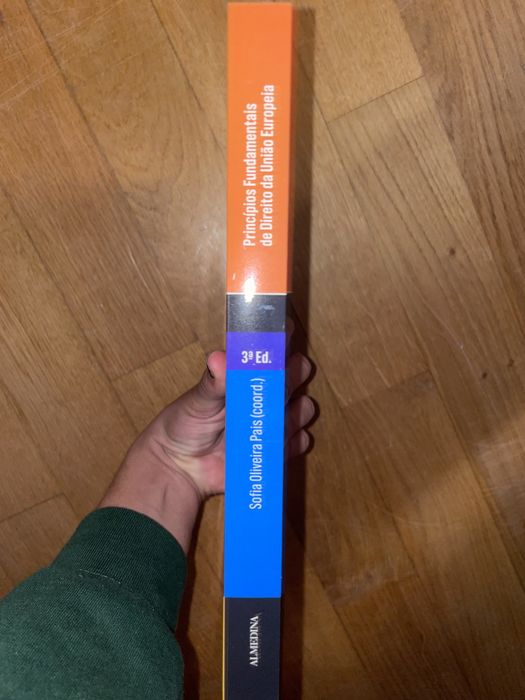 Princípios Fundamentais
de Direito da União Europeia
3ª Ed.
Sofia Oliveira Pais (coord.)
ALMEDINA